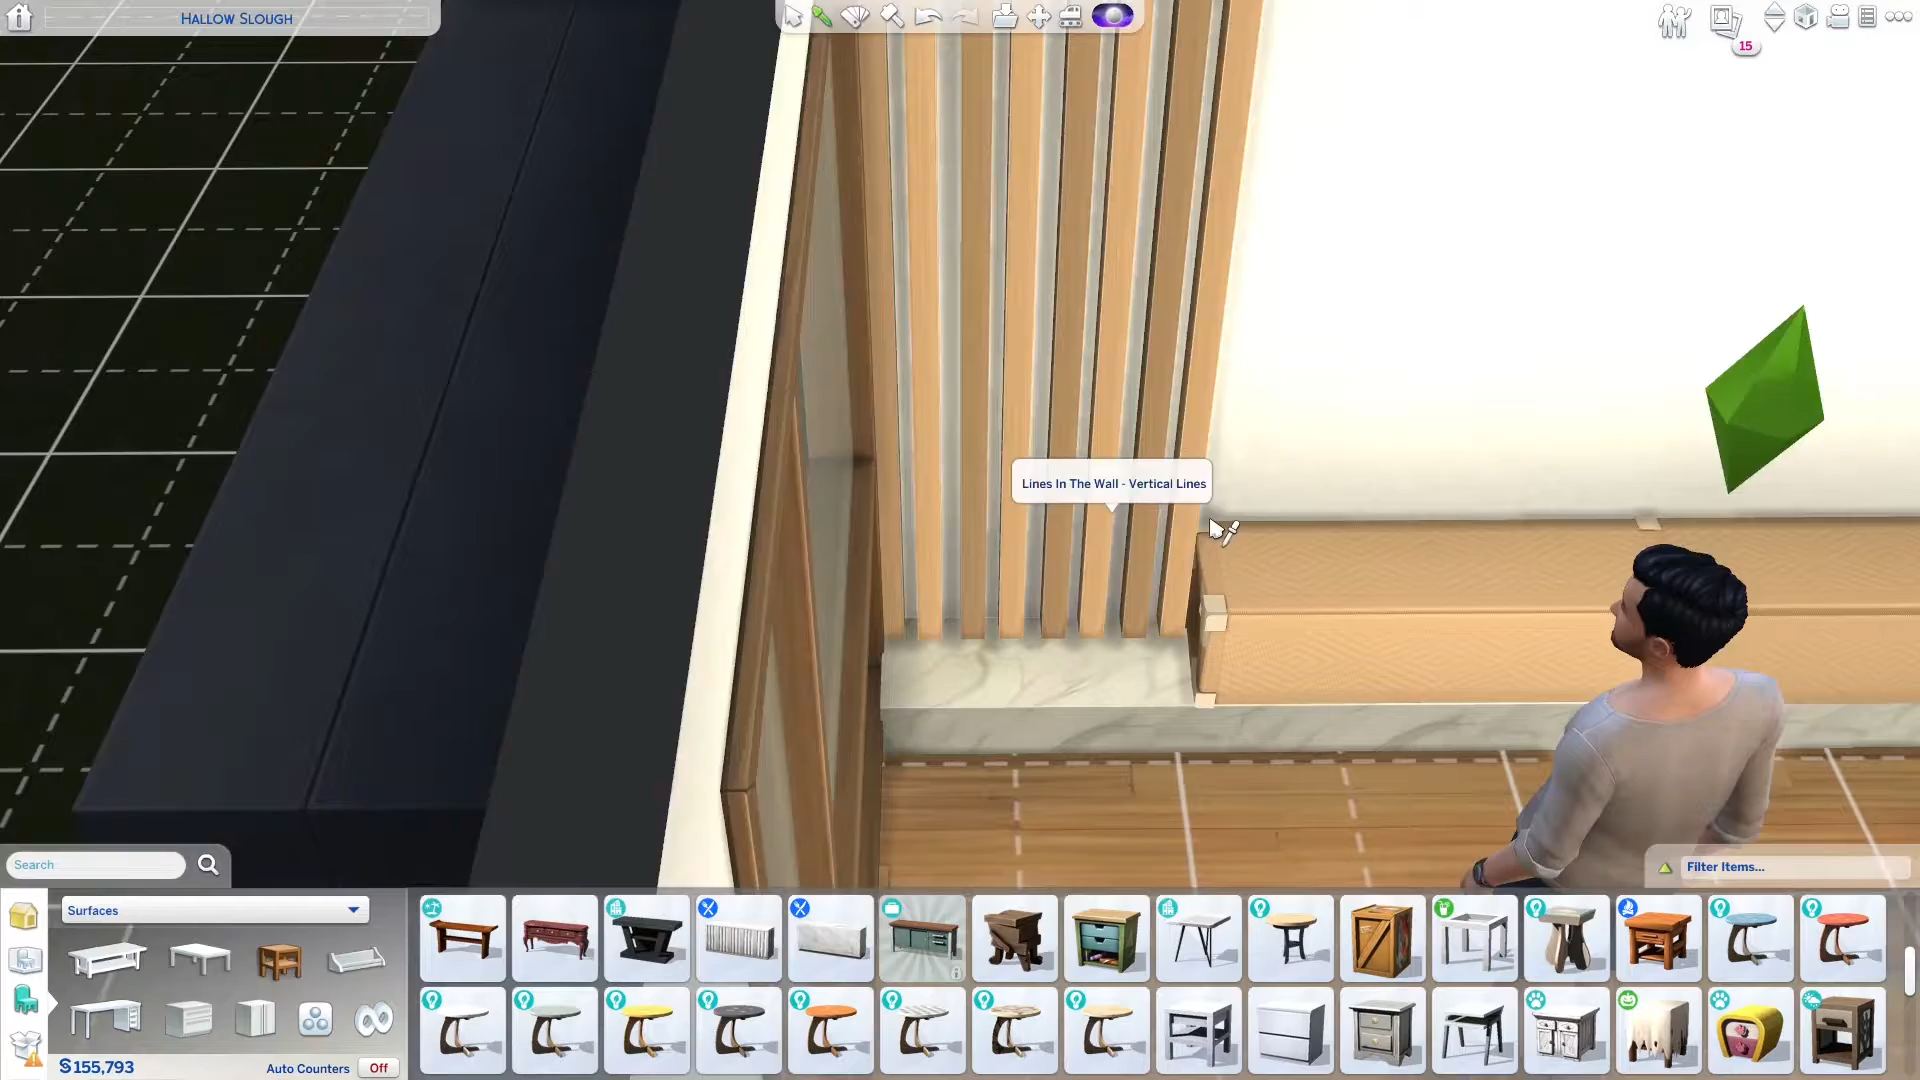 HALLOW SLOUGH
15
Lines In The Wall - Vertical Lines
Search
Filter Items...
Surfaces
§155,793
Auto Counters
Off